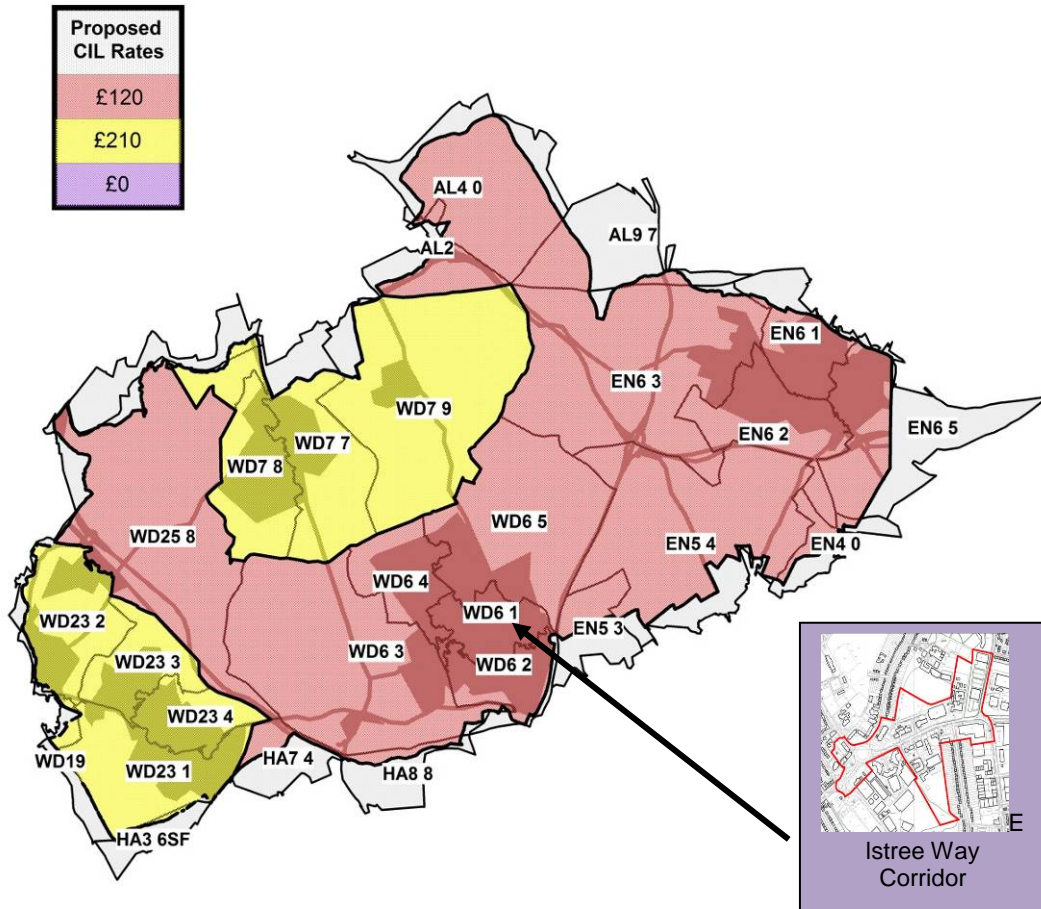 Proposed
CIL Rates
£120
£210
£0
AL4 0
AL9 7
AL2
EN6 1
EN6 3
WD7 9
EN6 2
EN6 5
WD7 7
WD7 8
WD6 5
WD25 8
EN5 4
EN4 0
WD6 4
WD6 1
EN5 3
WD23 2
WD6 3
WD6 2
WD23 3
WD23 4
WD19
WD23 1
HA7 4
HA8 8
HA3 6SF
E
lstree Way
Corridor